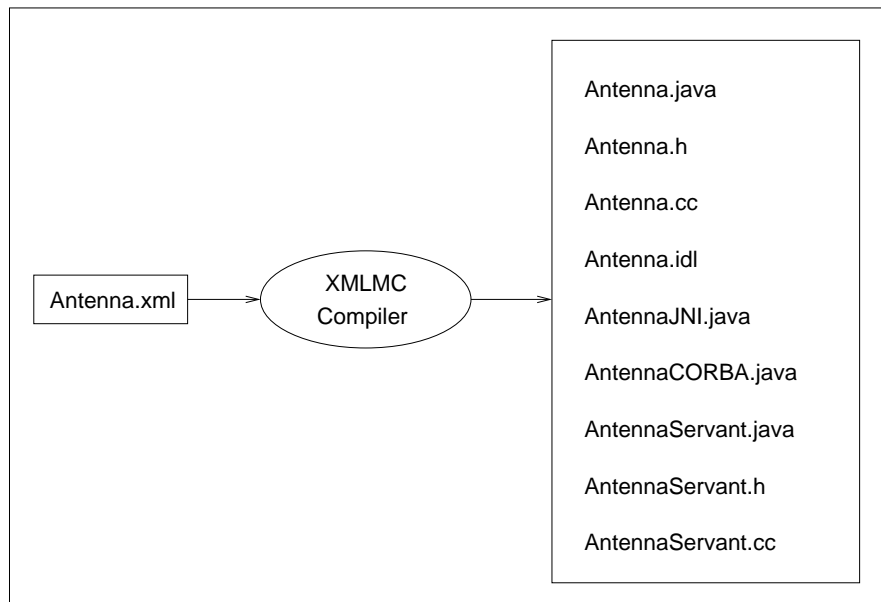 Antenna.xml
XMLMC
Compiler
Antenna.java
Antenna.h
Antenna.cc
Antenna.idl
AntennaJNI.java
AntennaCORBA.java
AntennaServant.java
AntennaServant.h
AntennaServant.cc